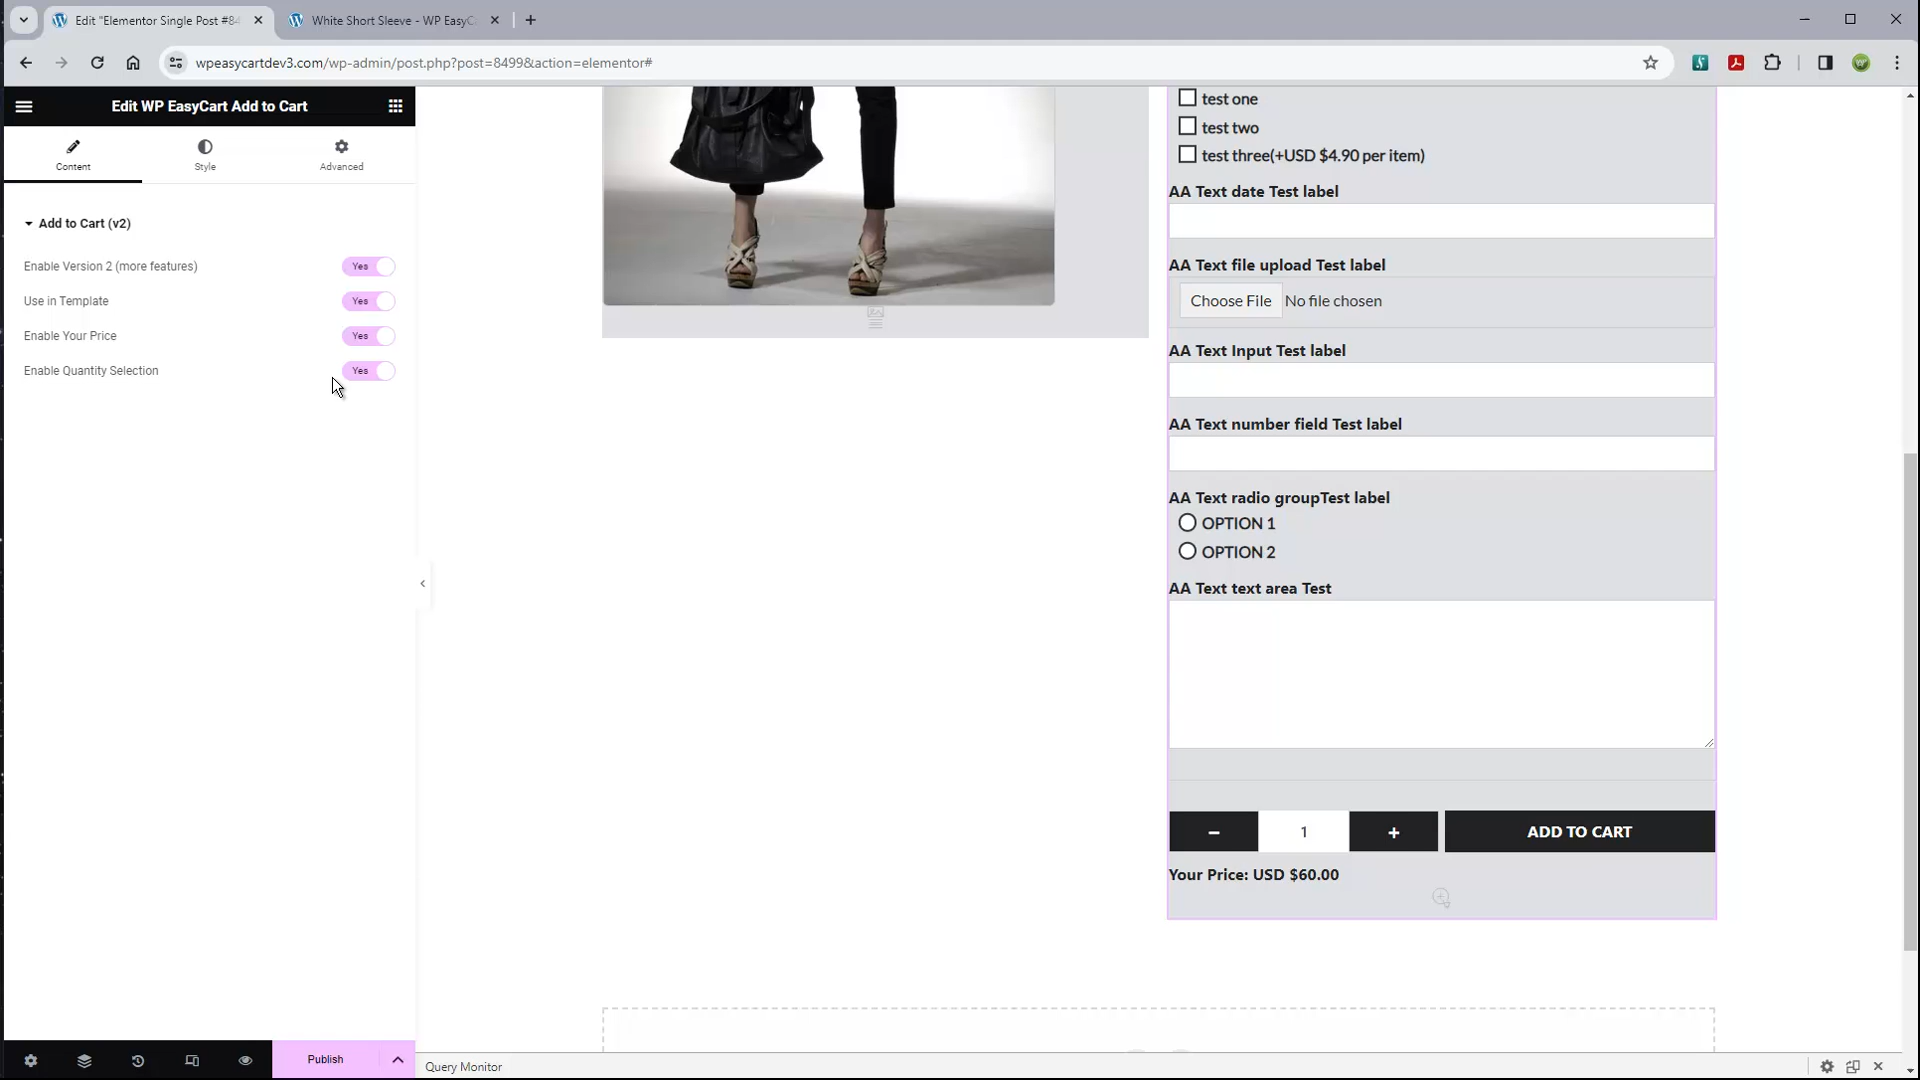 Edit "Elementor Single Post #84
White Short Sleeve - WP EasyC
wpeasycartdev3.com/wp-admin/post.php?post=8499&action=elementor#
Edit WP EasyCart Add to Cart
Content
Style
Advanced
Add to Cart (v2)
Enable Version 2 (more features)
Yes
Use in Template
Yes
Enable Your Price
Yes
Enable Quantity Selection
Yes
Publish
test one
test two
test three(+USD $4.90 per item)
AA Text date Test label
AA Text file upload Test label
Choose File No file chosen
AA Text Input Test label
AA Text number field Test label
AA Text radio groupTest label
OPTION 1
OPTION 2
AA Text text area Test
1
ADD TO CART
Your Price: USD $60.00
Query Monitor